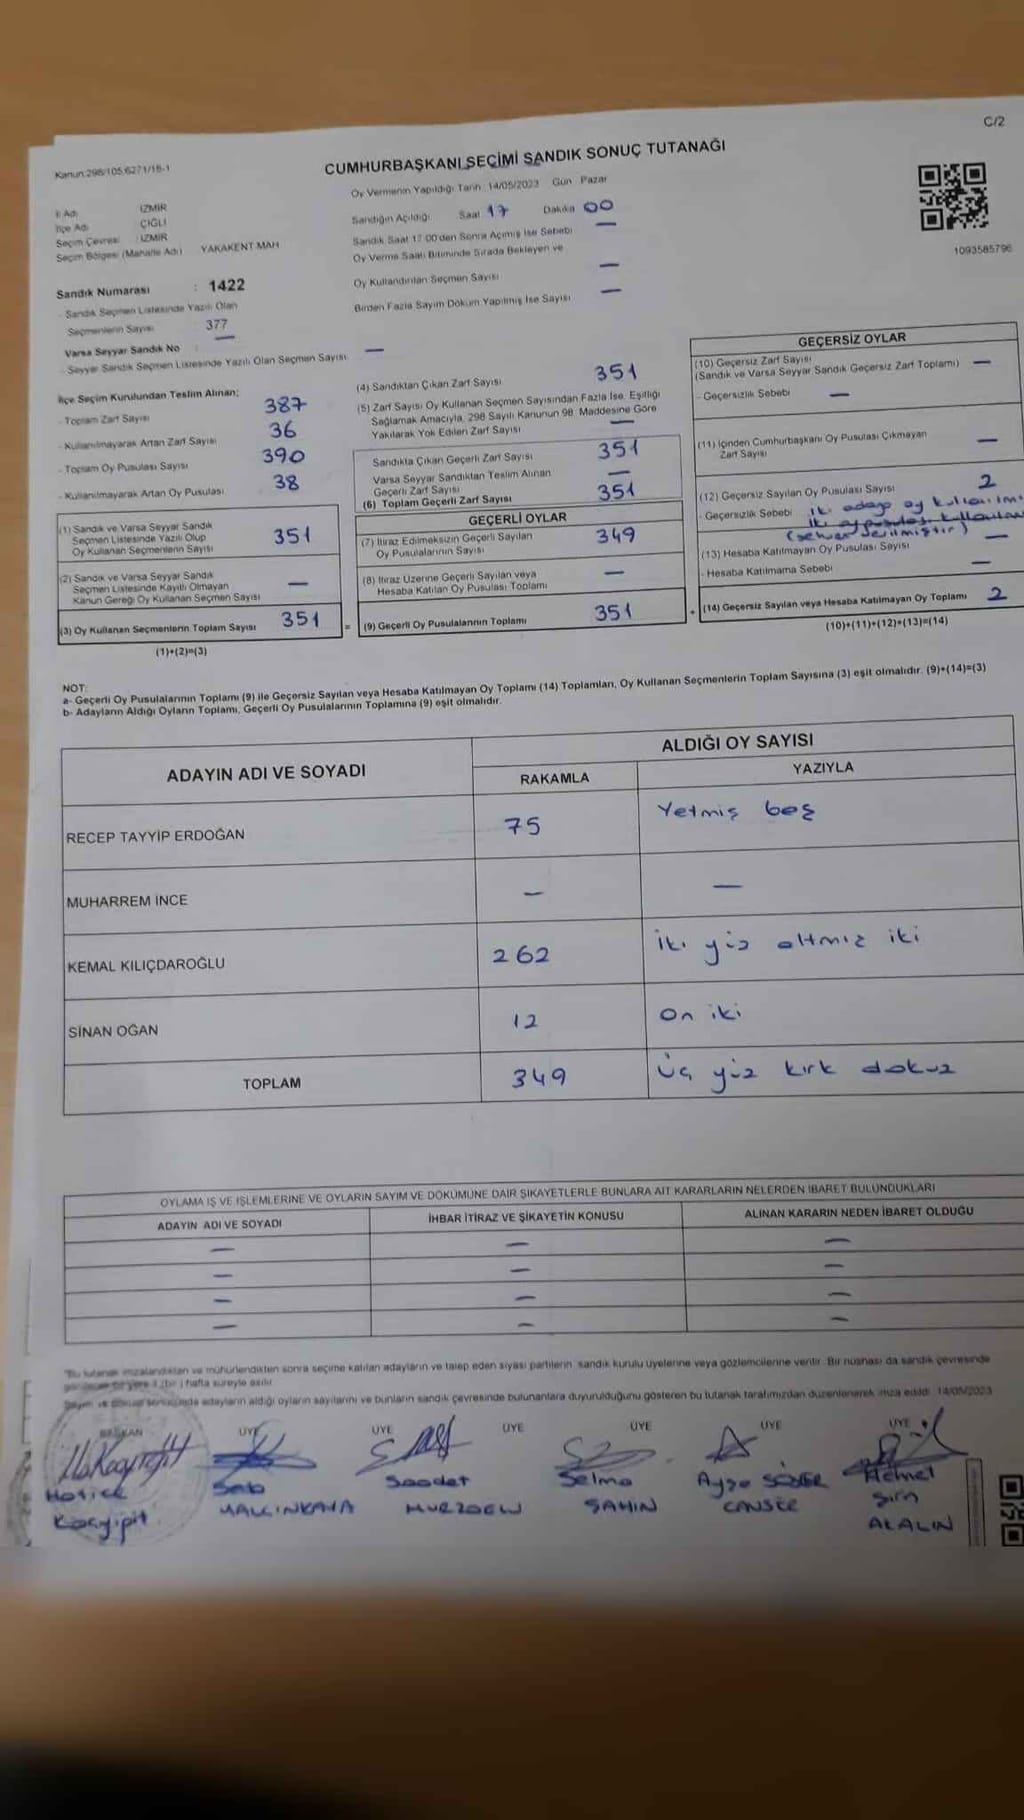 C/2
Kanun:298/105,6271/18-1
CUMHURBAŞKANI SEÇİMİ SANDIK SONUÇ TUTANAĞI
Oy Vermenin Yapıldığı Tarih 14/05/2023 Gün Pazar
İl Adı İZMİR
İlçe Adı ÇİĞLİ
Seçim Çevresi : İZMİR
Seçim Bölgesi (Mahalle Adı) YAKAKENT MAH
Sandığın Açıldığı Saat 17 Dakika 00
Sandık Saat 17:00'den Sonra Açmış İse Sebebi —
Oy Verme Saati Bitiminde Sırada Bekleyen ve
Oy Kullandırılan Seçmen Sayısı —
Birden Fazla Sayım Döküm Yapılmış İse Sayısı —
1093585796
Sandık Numarası : 1422
- Sandık Seçmen Listesinde Yazılı Olan
Seçmenlerin Sayısı 377
Varsa Seyyar Sandık No —
- Seyyar Sandık Seçmen Listesinde Yazılı Olan Seçmen Sayısı —
İlçe Seçim Kurulundan Teslim Alınan;
- Toplam Zarf Sayısı 387
- Kullanılmayarak Artan Zarf Sayısı 36
- Toplam Oy Pusulası Sayısı 390
- Kullanılmayarak Artan Oy Pusulası 38
(1) Sandık ve Varsa Seyyar Sandık
Seçmen Listesinde Yazılı Olup
Oy Kullanan Seçmenlerin Sayısı 351
(2) Sandık ve Varsa Seyyar Sandık
Seçmen Listesinde Kayıtlı Olmayan
Kanun Gereği Oy Kullanan Seçmen Sayısı —
(3) Oy Kullanan Seçmenlerin Toplam Sayısı 351 =
(1)+(2)=(3)
(4) Sandıktan Çıkan Zarf Sayısı 351
(5) Zarf Sayısı Oy Kullanan Seçmen Sayısından Fazla İse, Eşitliği
Sağlamak Amacıyla, 298 Sayılı Kanunun 98. Maddesine Göre
Yakılarak Yok Edilen Zarf Sayısı —
Sandıkta Çıkan Geçerli Zarf Sayısı 351
Varsa Seyyar Sandıktan Teslim Alınan
Geçerli Zarf Sayısı —
(6) Toplam Geçerli Zarf Sayısı 351
GEÇERLİ OYLAR
(7) İtiraz Edilmeksizin Geçerli Sayılan
Oy Pusulalarının Sayısı 349
(8) İtiraz Üzerine Geçerli Sayılan veya
Hesaba Katılan Oy Pusulası Toplamı —
(9) Geçerli Oy Pusulalarının Toplamı 351 +
GEÇERSİZ OYLAR
(10) Geçersiz Zarf Sayısı
(Sandık ve Varsa Seyyar Sandık Geçersiz Zarf Toplamı) —
- Geçersizlik Sebebi —
(11) İçinden Cumhurbaşkanı Oy Pusulası Çıkmayan
Zarf Sayısı —
(12) Geçersiz Sayılan Oy Pusulası Sayısı 2
- Geçersizlik Sebebi iki adaya oy
iki oy pusulası
(sehven verilmiştir)
(13) Hesaba Katılmayan Oy Pusulası Sayısı —
- Hesaba Katılmama Sebebi —
(14) Geçersiz Sayılan veya Hesaba Katılmayan Oy Toplamı 2
(10)+(11)+(12)+(13)=(14)
NOT:
a- Geçerli Oy Pusulalarının Toplamı (9) ile Geçersiz Sayılan veya Hesaba Katılmayan Oy Toplamı (14) Toplamları, Oy Kullanan Seçmenlerin Toplam Sayısına (3) eşit olmalıdır. (9)+(14)=(3)
b- Adayların Aldığı Oyların Toplamı, Geçerli Oy Pusulalarının Toplamına (9) eşit olmalıdır.
ADAYIN ADI VE SOYADI
ALDIĞI OY SAYISI
RAKAMLA YAZIYLA
RECEP TAYYİP ERDOĞAN 75 Yetmiş beş
MUHARREM İNCE — —
KEMAL KILIÇDAROĞLU 262 iki yüz altmız iki
SİNAN OĞAN 12 on iki
TOPLAM 349 üç yüz kırk dokuz
OYLAMA İŞ VE İŞLEMLERİNE VE OYLARIN SAYIM VE DÖKÜMÜNE DAİR ŞİKAYETLERLE BUNLARA AİT KARARLARIN NELERDEN İBARET BULUNDUKLARI
ADAYIN ADI VE SOYADI İHBAR İTİRAZ VE ŞİKAYETİN KONUSU ALINAN KARARIN NEDEN İBARET OLDUĞU
— — —
— — —
— — —
— — —
"Bu tutanak imzalandıktan ve mühürlendikten sonra seçime katılan adayların ve talep eden siyasi partilerin sandık kurulu üyelerine veya gözlemcilerine verilir. Bir nüshası da sandık çevresinde
görülecek bir yere 1 (bir) hafta süreyle asılır.
Sayım ve döküm sonucunda adayların aldığı oyların sayılarını ve bunların sandık çevresinde bulunanlara duyurulduğunu gösteren bu tutanak tarafımızdan düzenlenerek imza edildi. 14/05/2023
BAŞKAN ÜYE ÜYE ÜYE ÜYE ÜYE ÜYE
Hatice Saadet Selma Ayşe
Koçyiğit YALÇINKAYA ŞAHİN CANSEL
AKALIN